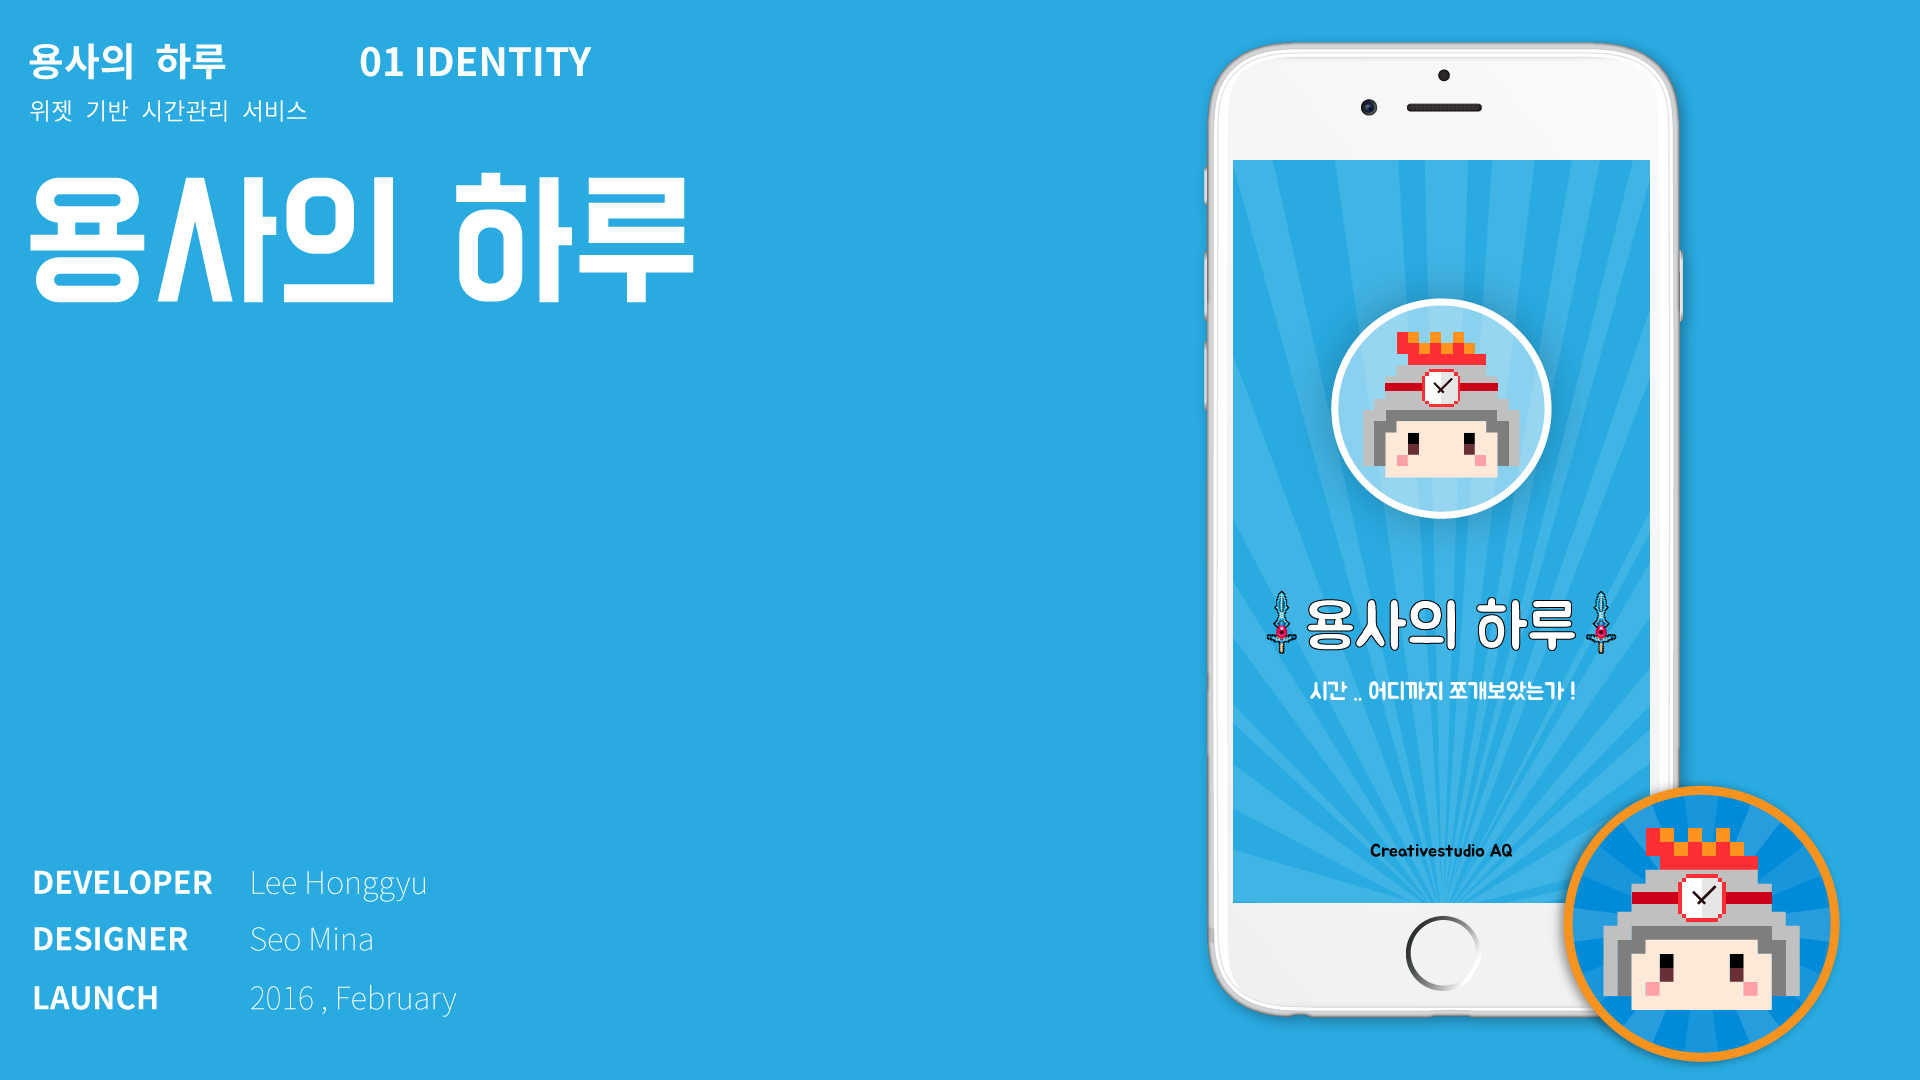 용사의 하루
01 IDENTITY
위젯 기반 시간관리 서비스
용사의 하루
용사의 하루
시간 .. 어디까지 쪼개보았는가 !
Creativestudio AQ
DEVELOPER Lee Honggyu
DESIGNER Seo Mina
LAUNCH 2016 , February